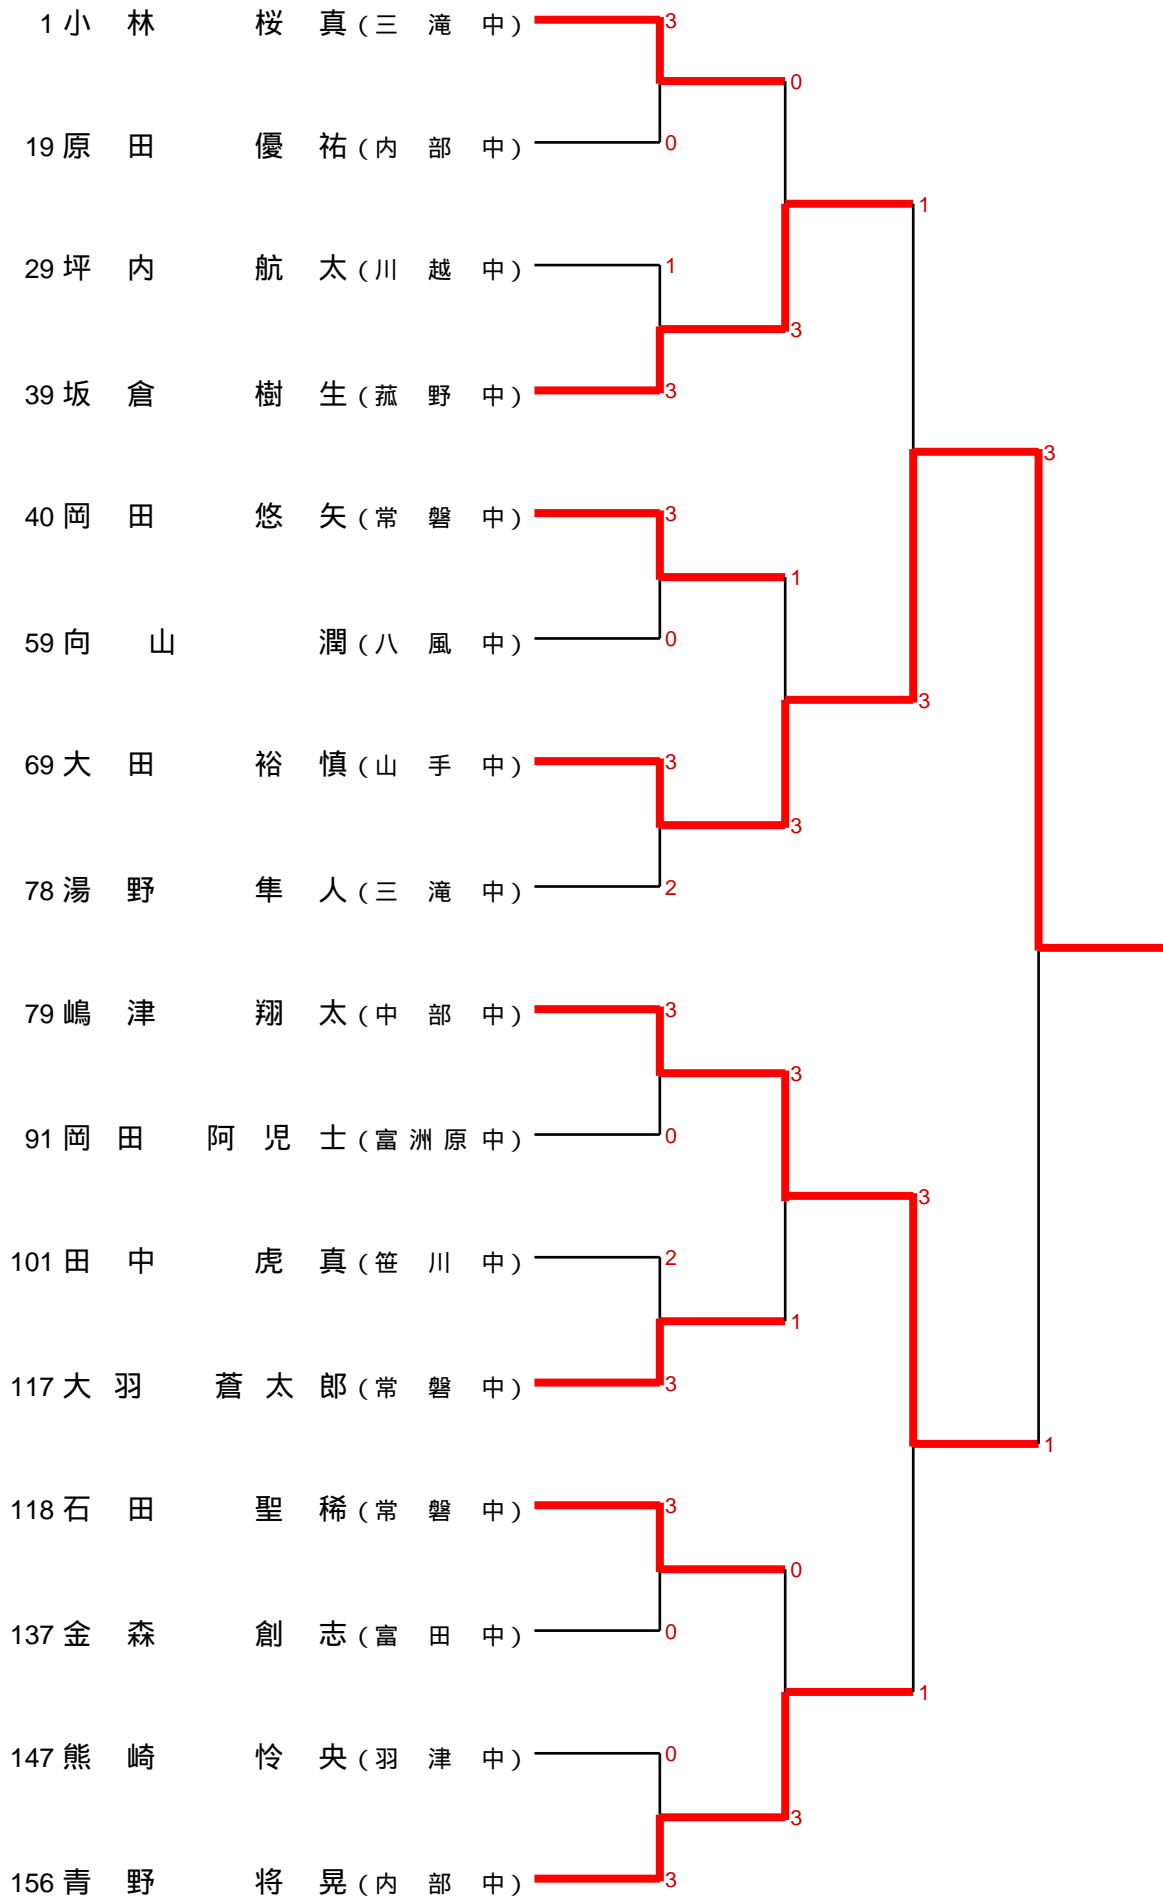 1 小林 桜真 (三滝中) 3
0
19 原田 優祐 (内部中) 0
1
29 坪内 航太 (川越中) 1
3
39 坂倉 樹生 (菰野中) 3
3
40 岡田 悠矢 (常磐中) 3
1
59 向山 潤 (八風中) 0
3
69 大田 裕慎 (山手中) 3
3
78 湯野 隼人 (三滝中) 2
79 嶋津 翔太 (中部中) 3
3
91 岡田 阿児士 (富洲原中) 0
3
101 田中 虎真 (笹川中) 2
1
117 大羽 蒼太郎 (常磐中) 3
1
118 石田 聖稀 (常磐中) 3
0
137 金森 創志 (富田中) 0
1
147 熊崎 怜央 (羽津中) 0
3
156 青野 将晃 (内部中) 3